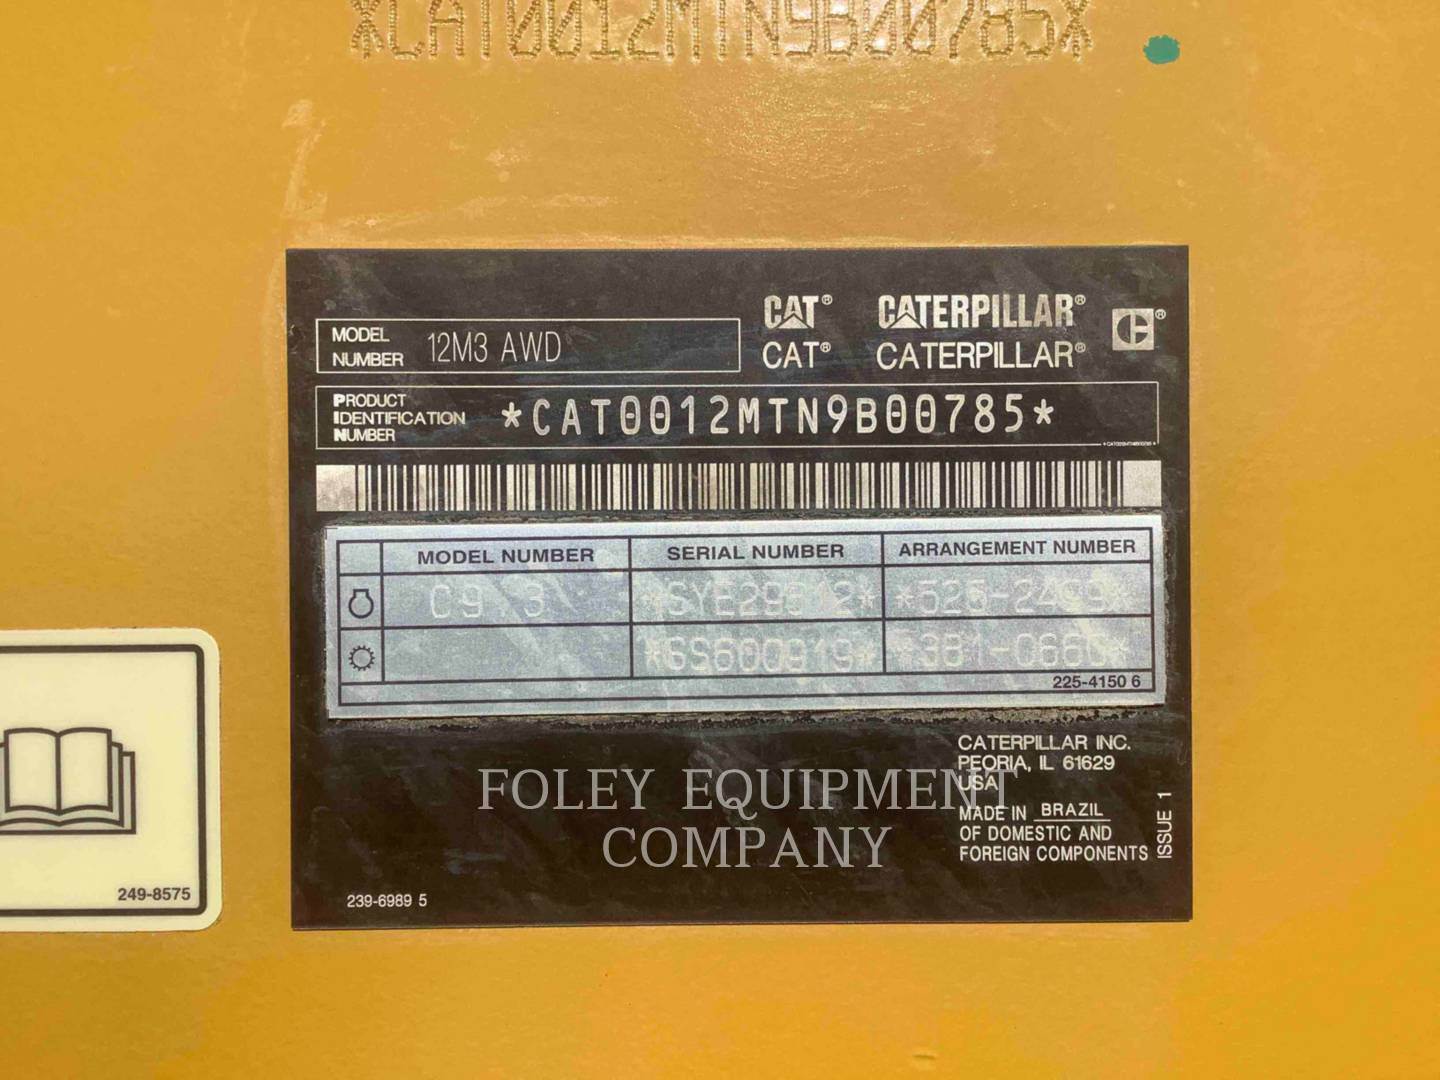 *CAT0012MTN9B00785*
CAT® CATERPILLAR®
MODEL NUMBER 12M3 AWD
CAT® CATERPILLAR®
PRODUCT IDENTIFICATION NUMBER *CAT0012MTN9B00785*
MODEL NUMBER SERIAL NUMBER ARRANGEMENT NUMBER
C9.3
*6S600919*
225-4150 6
CATERPILLAR INC.
PEORIA, IL 61629
USA
MADE IN BRAZIL
OF DOMESTIC AND
FOREIGN COMPONENTS
ISSUE 1
FOLEY EQUIPMENT
COMPANY
239-6989 5
249-8575